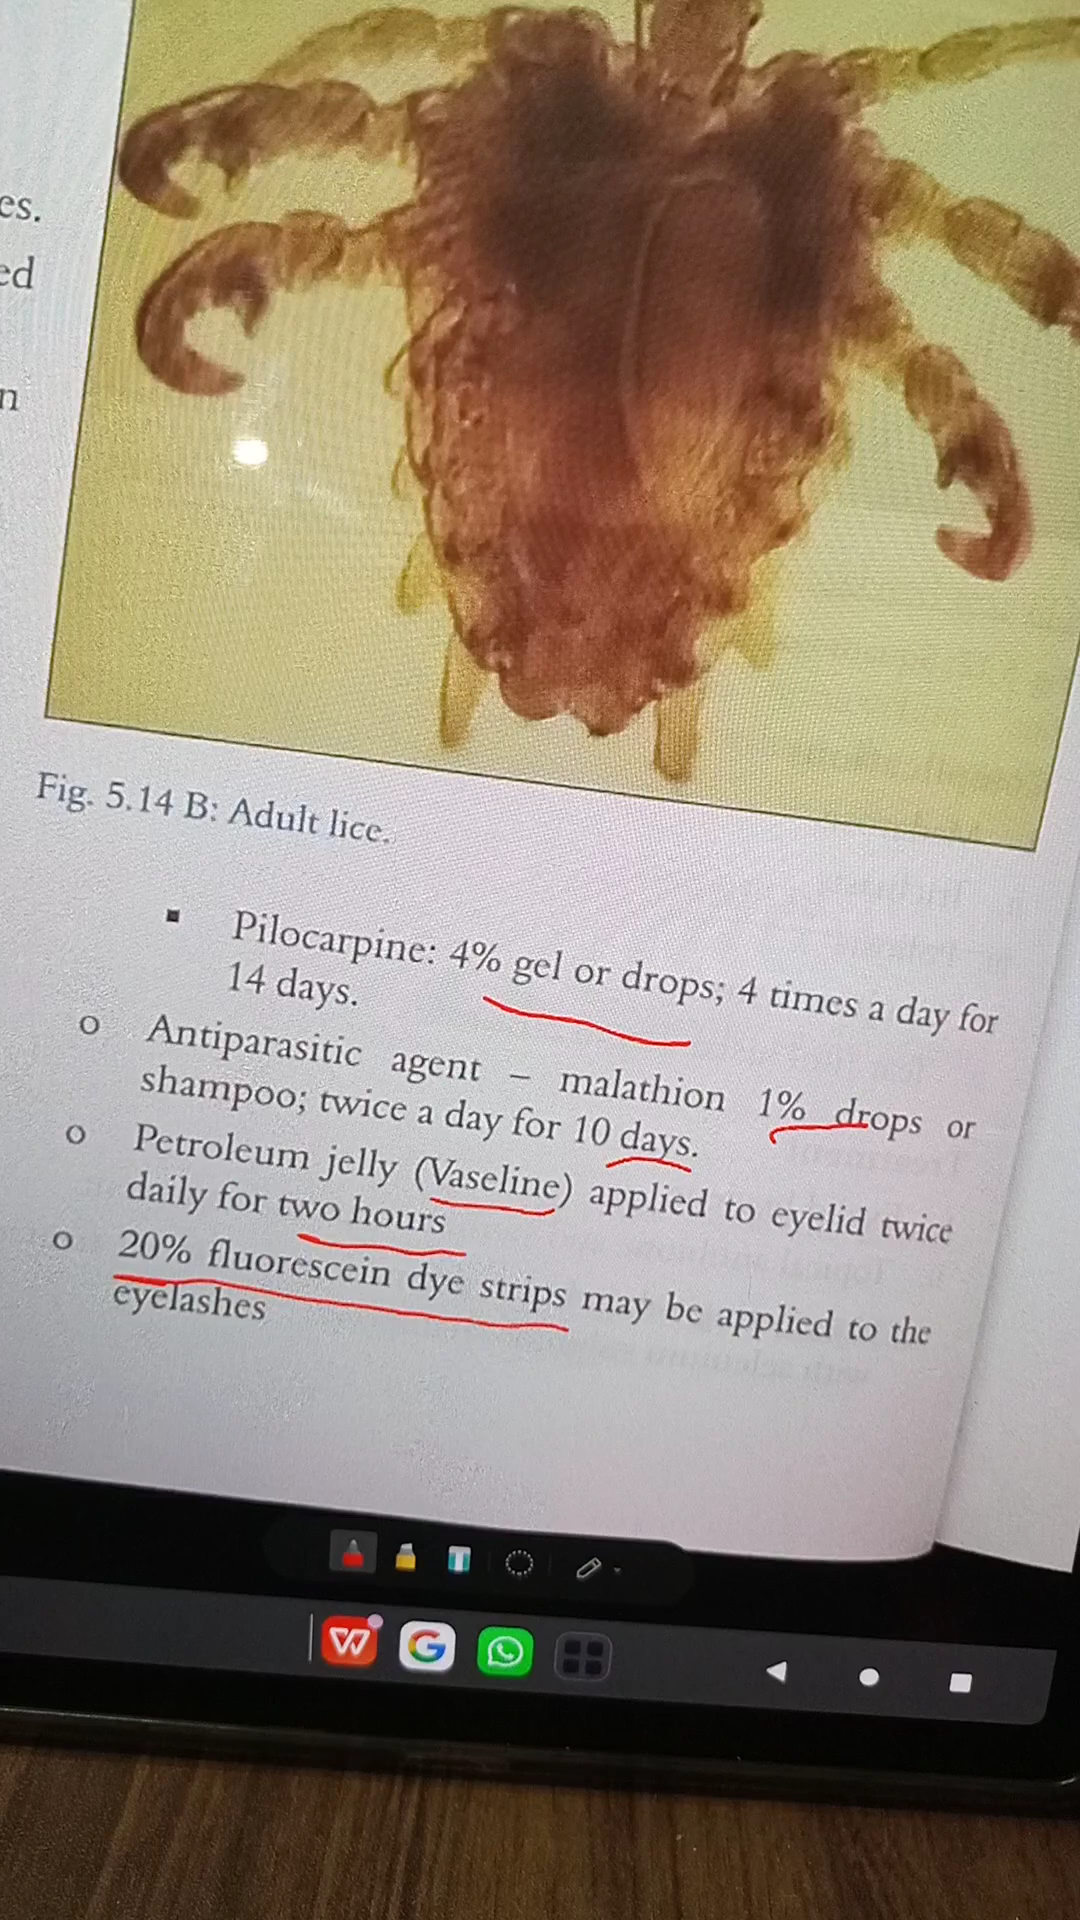 es.
ed
n
Fig. 5.14 B: Adult lice.
▪ Pilocarpine: 4% gel or drops; 4 times a day for
14 days.
o Antiparasitic agent – malathion 1% drops or
shampoo; twice a day for 10 days.
o Petroleum jelly (Vaseline) applied to eyelid twice
daily for two hours
o 20% fluorescein dye strips may be applied to the
eyelashes